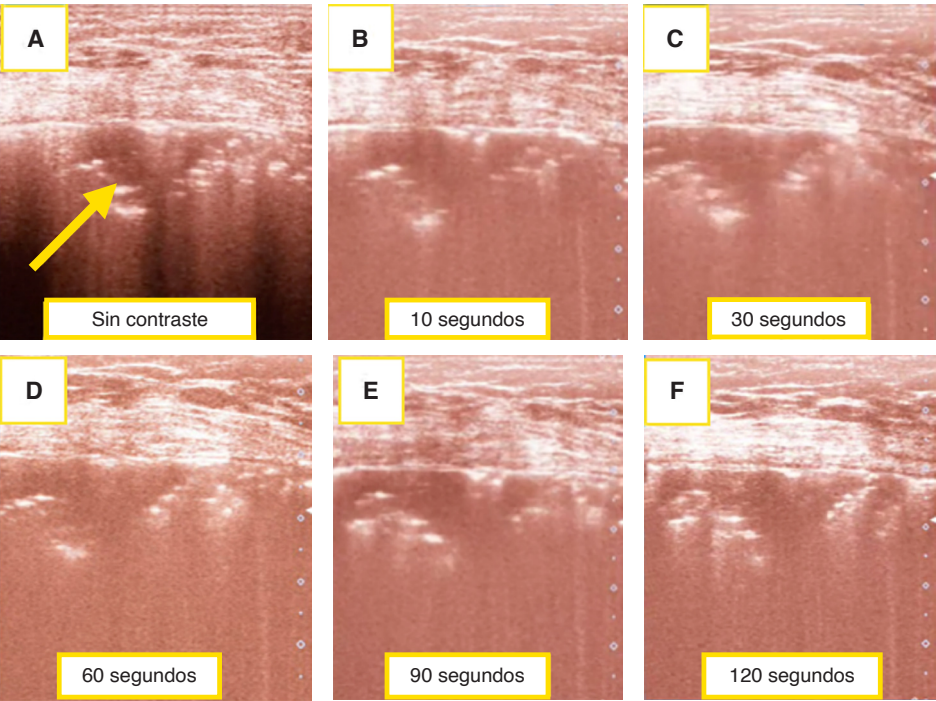 A
Sin contraste
B
10 segundos
C
30 segundos
D
60 segundos
E
90 segundos
F
120 segundos